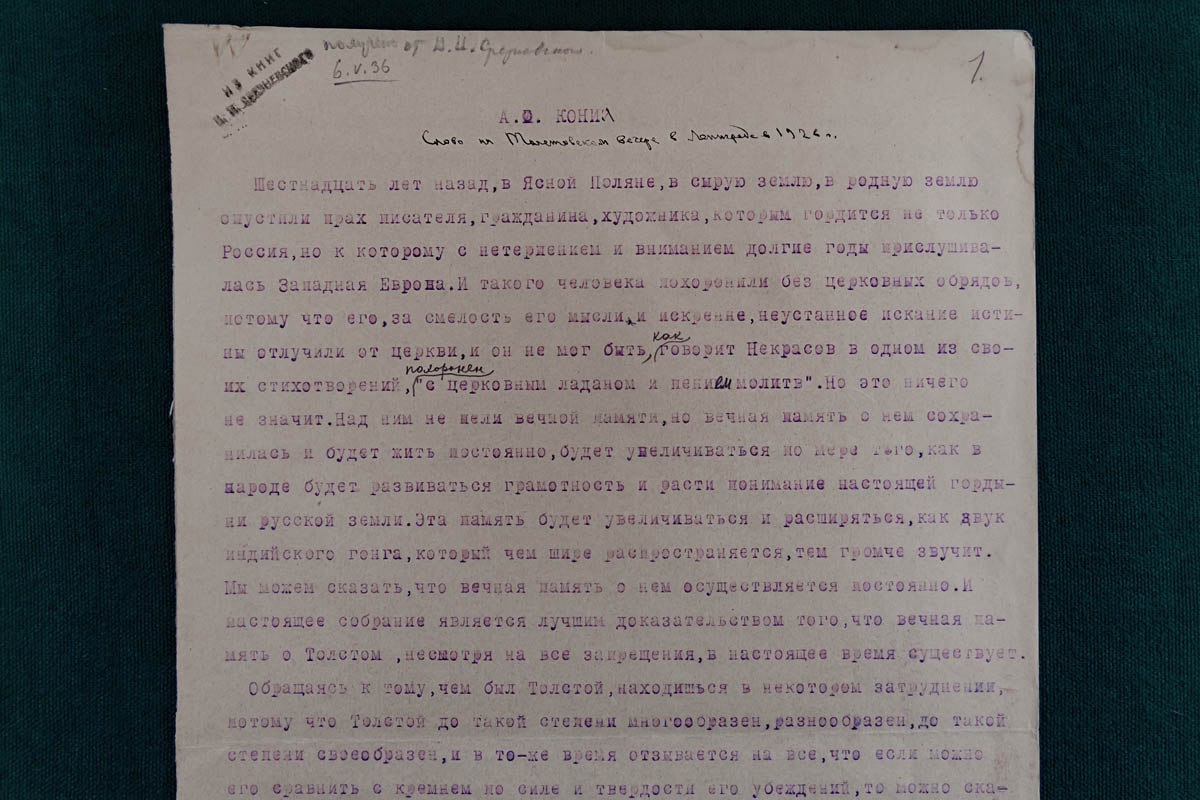 получено от В.И. Срезневского.
6.V.36
ИЗ КНИГ
1.
А.Ф. КОНИ
Слово на Толстовском вечере в Ленинграде в 1926 г.
Шестнадцать лет назад,в Ясной Поляне,в сырую землю,в родную землю
опустили прах писателя,гражданина,художника,которым гордится не только
Россия,но к которому с нетерпением и вниманием долгие годы прислушива-
лась Западная Европа.И такого человека похоронили без церковных обрядов,
потому что его,за смелость его мысли, и искренне,неустанное искание исти-
ны отлучили от церкви,и он не мог быть, как говорит Некрасов в одном из сво-
их стихотворений, похоронен "с церковным ладаном и пением молитв".Но это ничего
не значит.Над ним не пели вечной памяти,но вечная память о нем сохра-
нилась и будет жить постоянно,будет увеличиваться по мере того,как в
народе будет развиваться грамотность и расти понимание настоящей горды-
ни русской земли.Эта память будет увеличиваться и расширяться,как звук
индийского гонга,который чем шире распространяется,тем громче звучит.
Мы можем сказать,что вечная память о нем осуществляется постоянно.И
настоящее собрание является лучшим доказательством того,что вечная па-
мять о Толстом ,несмотря на все запрещения,в настоящее время существует.
Обращаясь к тому,чем был Толстой,находишься в некотором затруднении,
потому что Толстой до такой степени многообразен,разнообразен,до такой
степени своеобразен,и в то-же время отзывается на все,что если можно
его сравнить с кремнем по силе и твердости его убеждений,то можно ска-